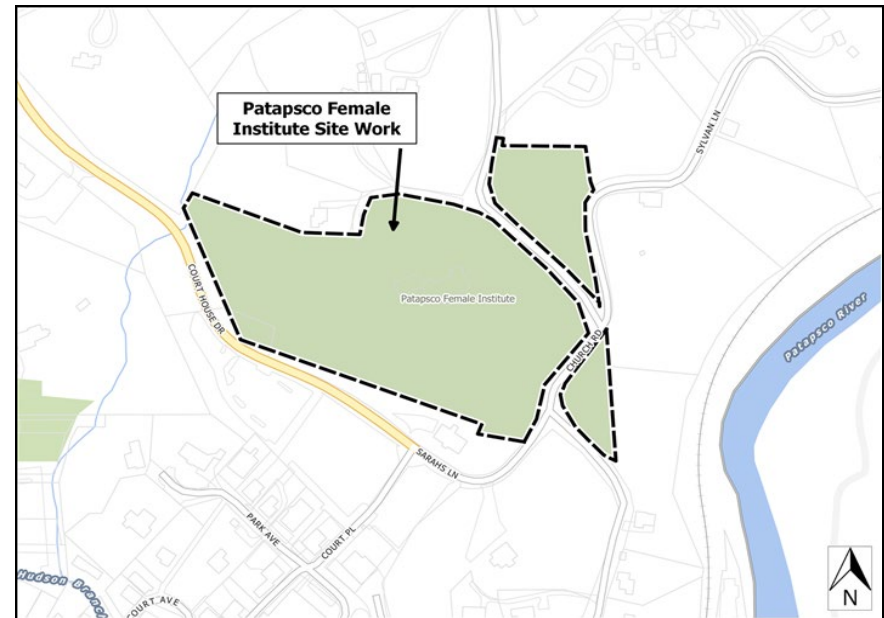 Patapsco Female
Institute Site Work
SYLVAN LN
Patapsco Female Institute
COURT HOUSE DR
CHURCH RD
Patapsco River
SARAHS LN
PARK AVE
COURT PL
Hudson Branch
COURT AVE
N